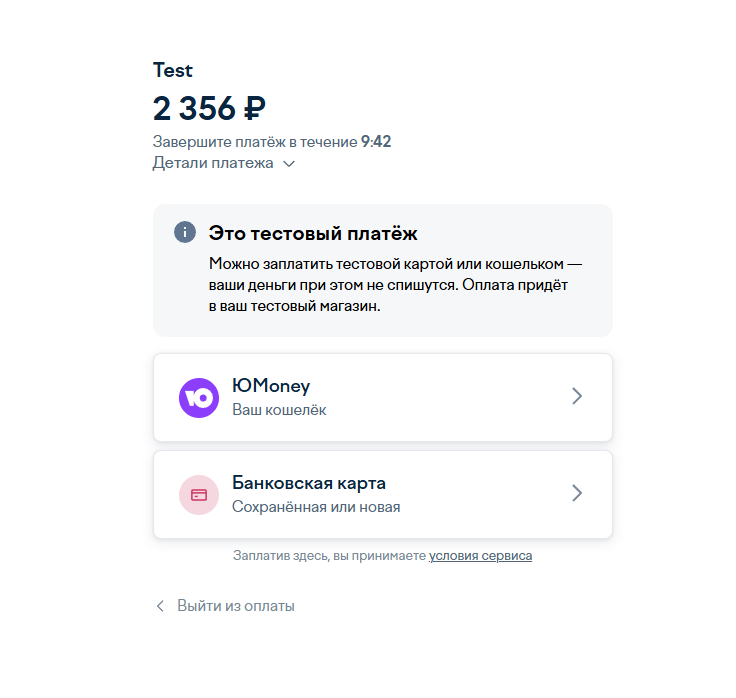 Test
2 356 ₽
Завершите платёж в течение 9:42
Детали платежа
Это тестовый платёж
Можно заплатить тестовой картой или кошельком —
ваши деньги при этом не спишутся. Оплата придёт
в ваш тестовый магазин.
ЮMoney
Ваш кошелёк
Банковская карта
Сохранённая или новая
Заплатив здесь, вы принимаете условия сервиса
Выйти из оплаты